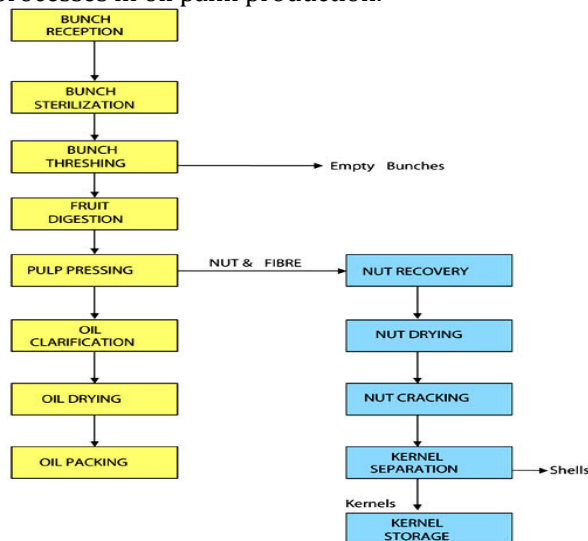 processes in oil palm production.
BUNCH
RECEPTION
BUNCH
STERILIZATION
BUNCH
THRESHING
Empty Bunches
FRUIT
DIGESTION
PULP PRESSING
NUT & FIBRE
NUT RECOVERY
OIL
CLARIFICATION
NUT DRYING
OIL DRYING
NUT CRACKING
OIL PACKING
KERNEL
SEPARATION
Shells
Kernels
KERNEL
STORAGE